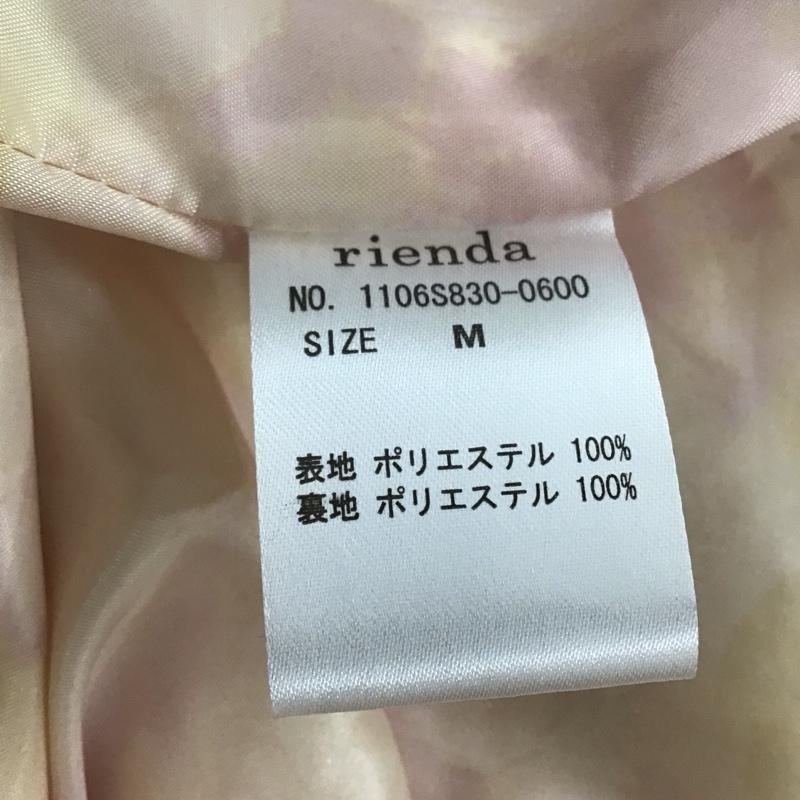 rienda
NO. 1106S830-0600
SIZE M
表地 ポリエステル 100%
裏地 ポリエステル 100%